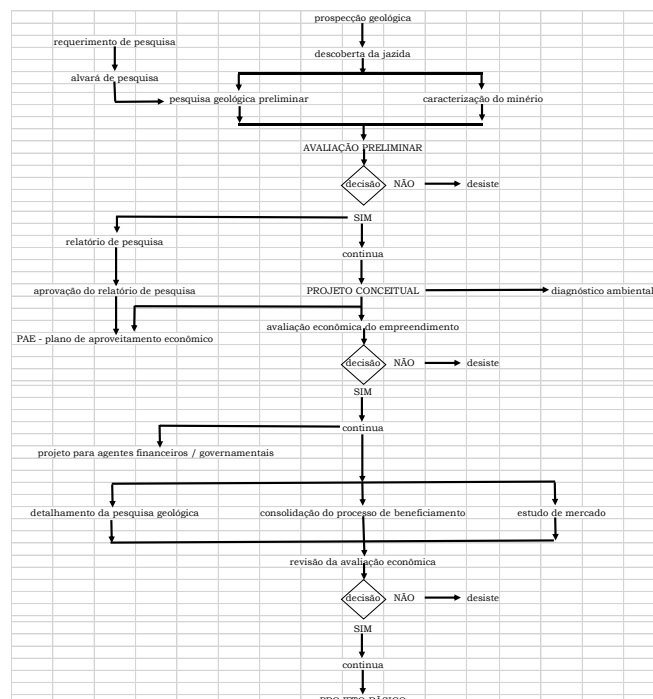 prospecção geológica
requerimento de pesquisa
descoberta da jazida
alvará de pesquisa
pesquisa geológica preliminar
caracterização do minério
AVALIAÇÃO PRELIMINAR
decisão NÃO desiste
SIM
relatório de pesquisa
continua
aprovação do relatório de pesquisa
PROJETO CONCEITUAL
diagnóstico ambiental
avaliação econômica do empreendimento
PAE - plano de aproveitamento econômico
decisão NÃO desiste
SIM
continua
projeto para agentes financeiros / governamentais
detalhamento da pesquisa geológica
consolidação do processo de beneficiamento
estudo de mercado
revisão da avaliação econômica
decisão NÃO desiste
SIM
continua